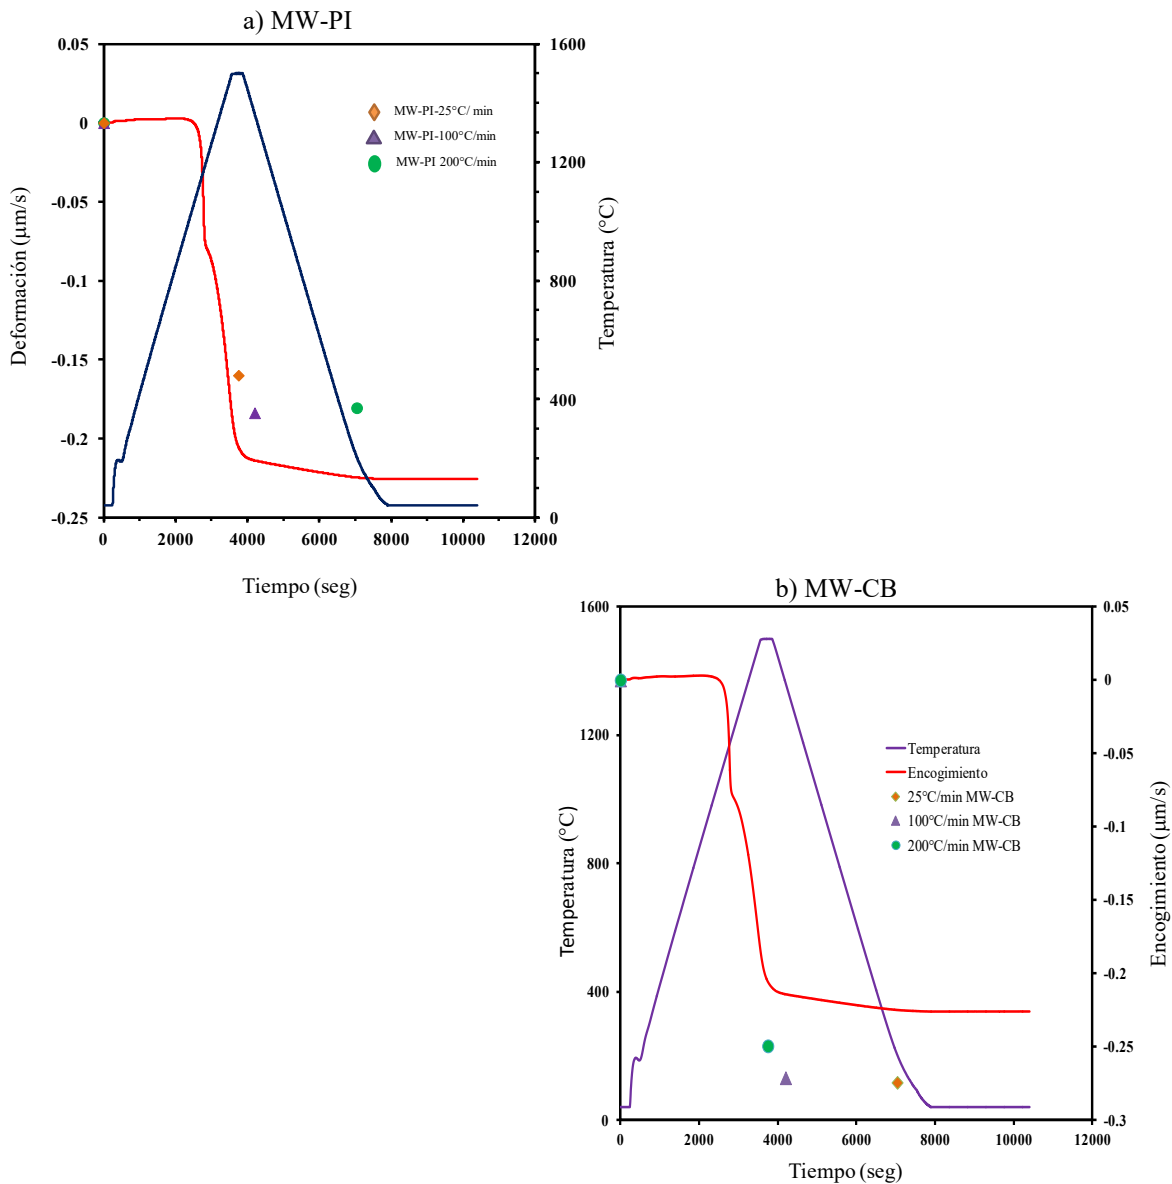 a) MW-PI
0.05
0
-0.05
-0.1
-0.15
-0.2
-0.25
Deformación (µm/s)
1600
1200
800
400
0
Temperatura (°C)
MW-PI-25°C/ min
MW-PI-100°C/min
MW-PI 200°C/min
0 2000 4000 6000 8000 10000 12000
Tiempo (seg)
b) MW-CB
1600
1200
800
400
0
Temperatura (°C)
0.05
0
-0.05
-0.1
-0.15
-0.2
-0.25
-0.3
Encogimiento (µm/s)
Temperatura
Encogimiento
25°C/min MW-CB
100°C/min MW-CB
200°C/min MW-CB
0 2000 4000 6000 8000 10000 12000
Tiempo (seg)